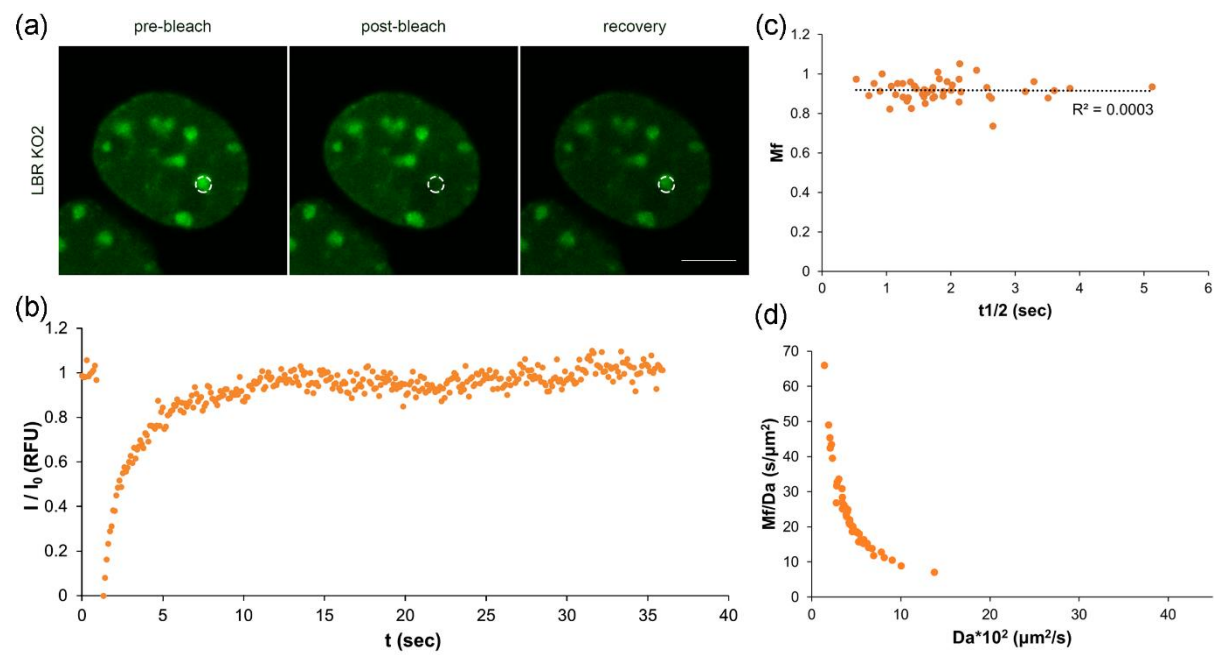 (a)
pre-bleach
post-bleach
recovery
LBR KO2
(b)
1.2
1
0.8
0.6
0.4
0.2
0
I / I₀ (RFU)
0
5
10
15
20
25
30
35
40
t (sec)
(c)
1.2
1
0.8
0.6
0.4
0.2
0
Mf
R² = 0.0003
0
1
2
3
4
5
6
t1/2 (sec)
(d)
70
60
50
40
30
20
10
0
Mf/Da (s/µm²)
0
10
20
30
40
Da*10² (µm²/s)